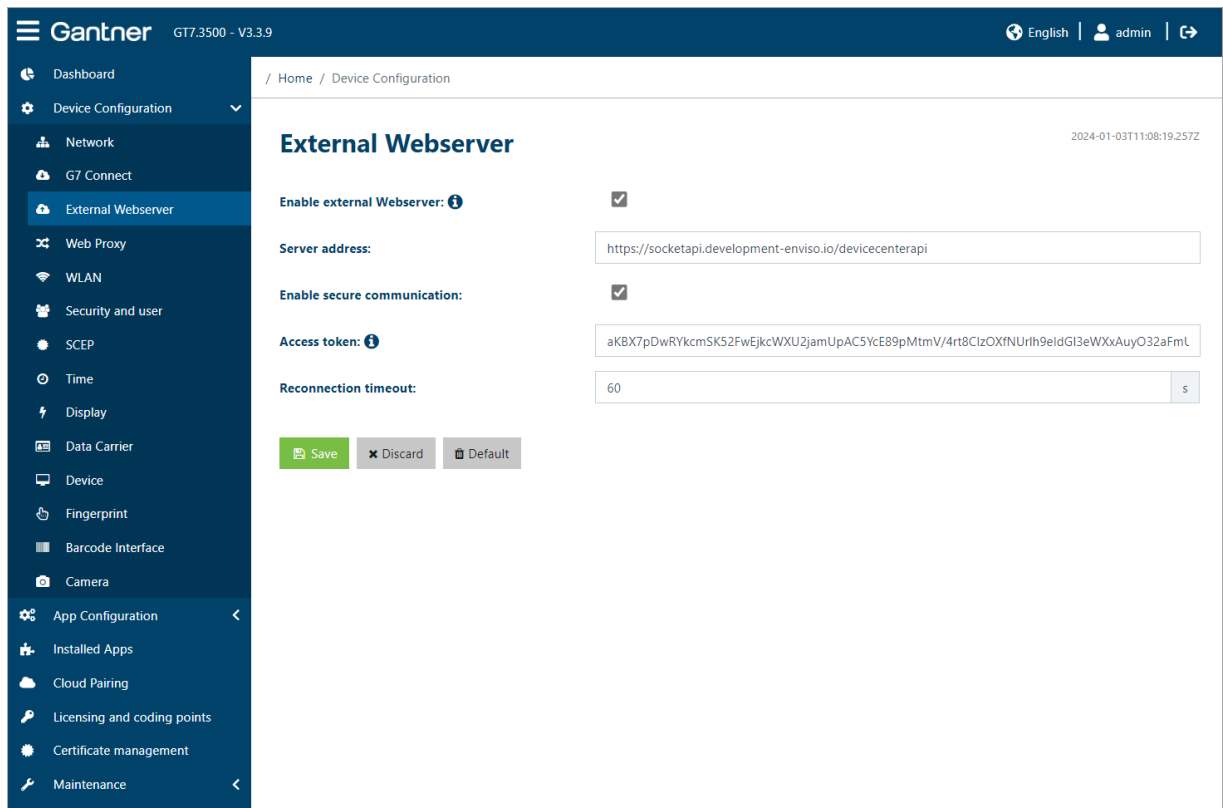 Gantner GT7.3500 - V3.3.9
English
admin
Dashboard
Device Configuration
Network
G7 Connect
External Webserver
Web Proxy
WLAN
Security and user
SCEP
Time
Display
Data Carrier
Device
Fingerprint
Barcode Interface
Camera
App Configuration
Installed Apps
Cloud Pairing
Licensing and coding points
Certificate management
Maintenance
/ Home / Device Configuration
External Webserver
2024-01-03T11:08:19.257Z
Enable external Webserver:
Server address: https://socketapi.development-enviso.io/devicecenterapi
Enable secure communication:
Access token:
Reconnection timeout: 60 s
Save Discard Default